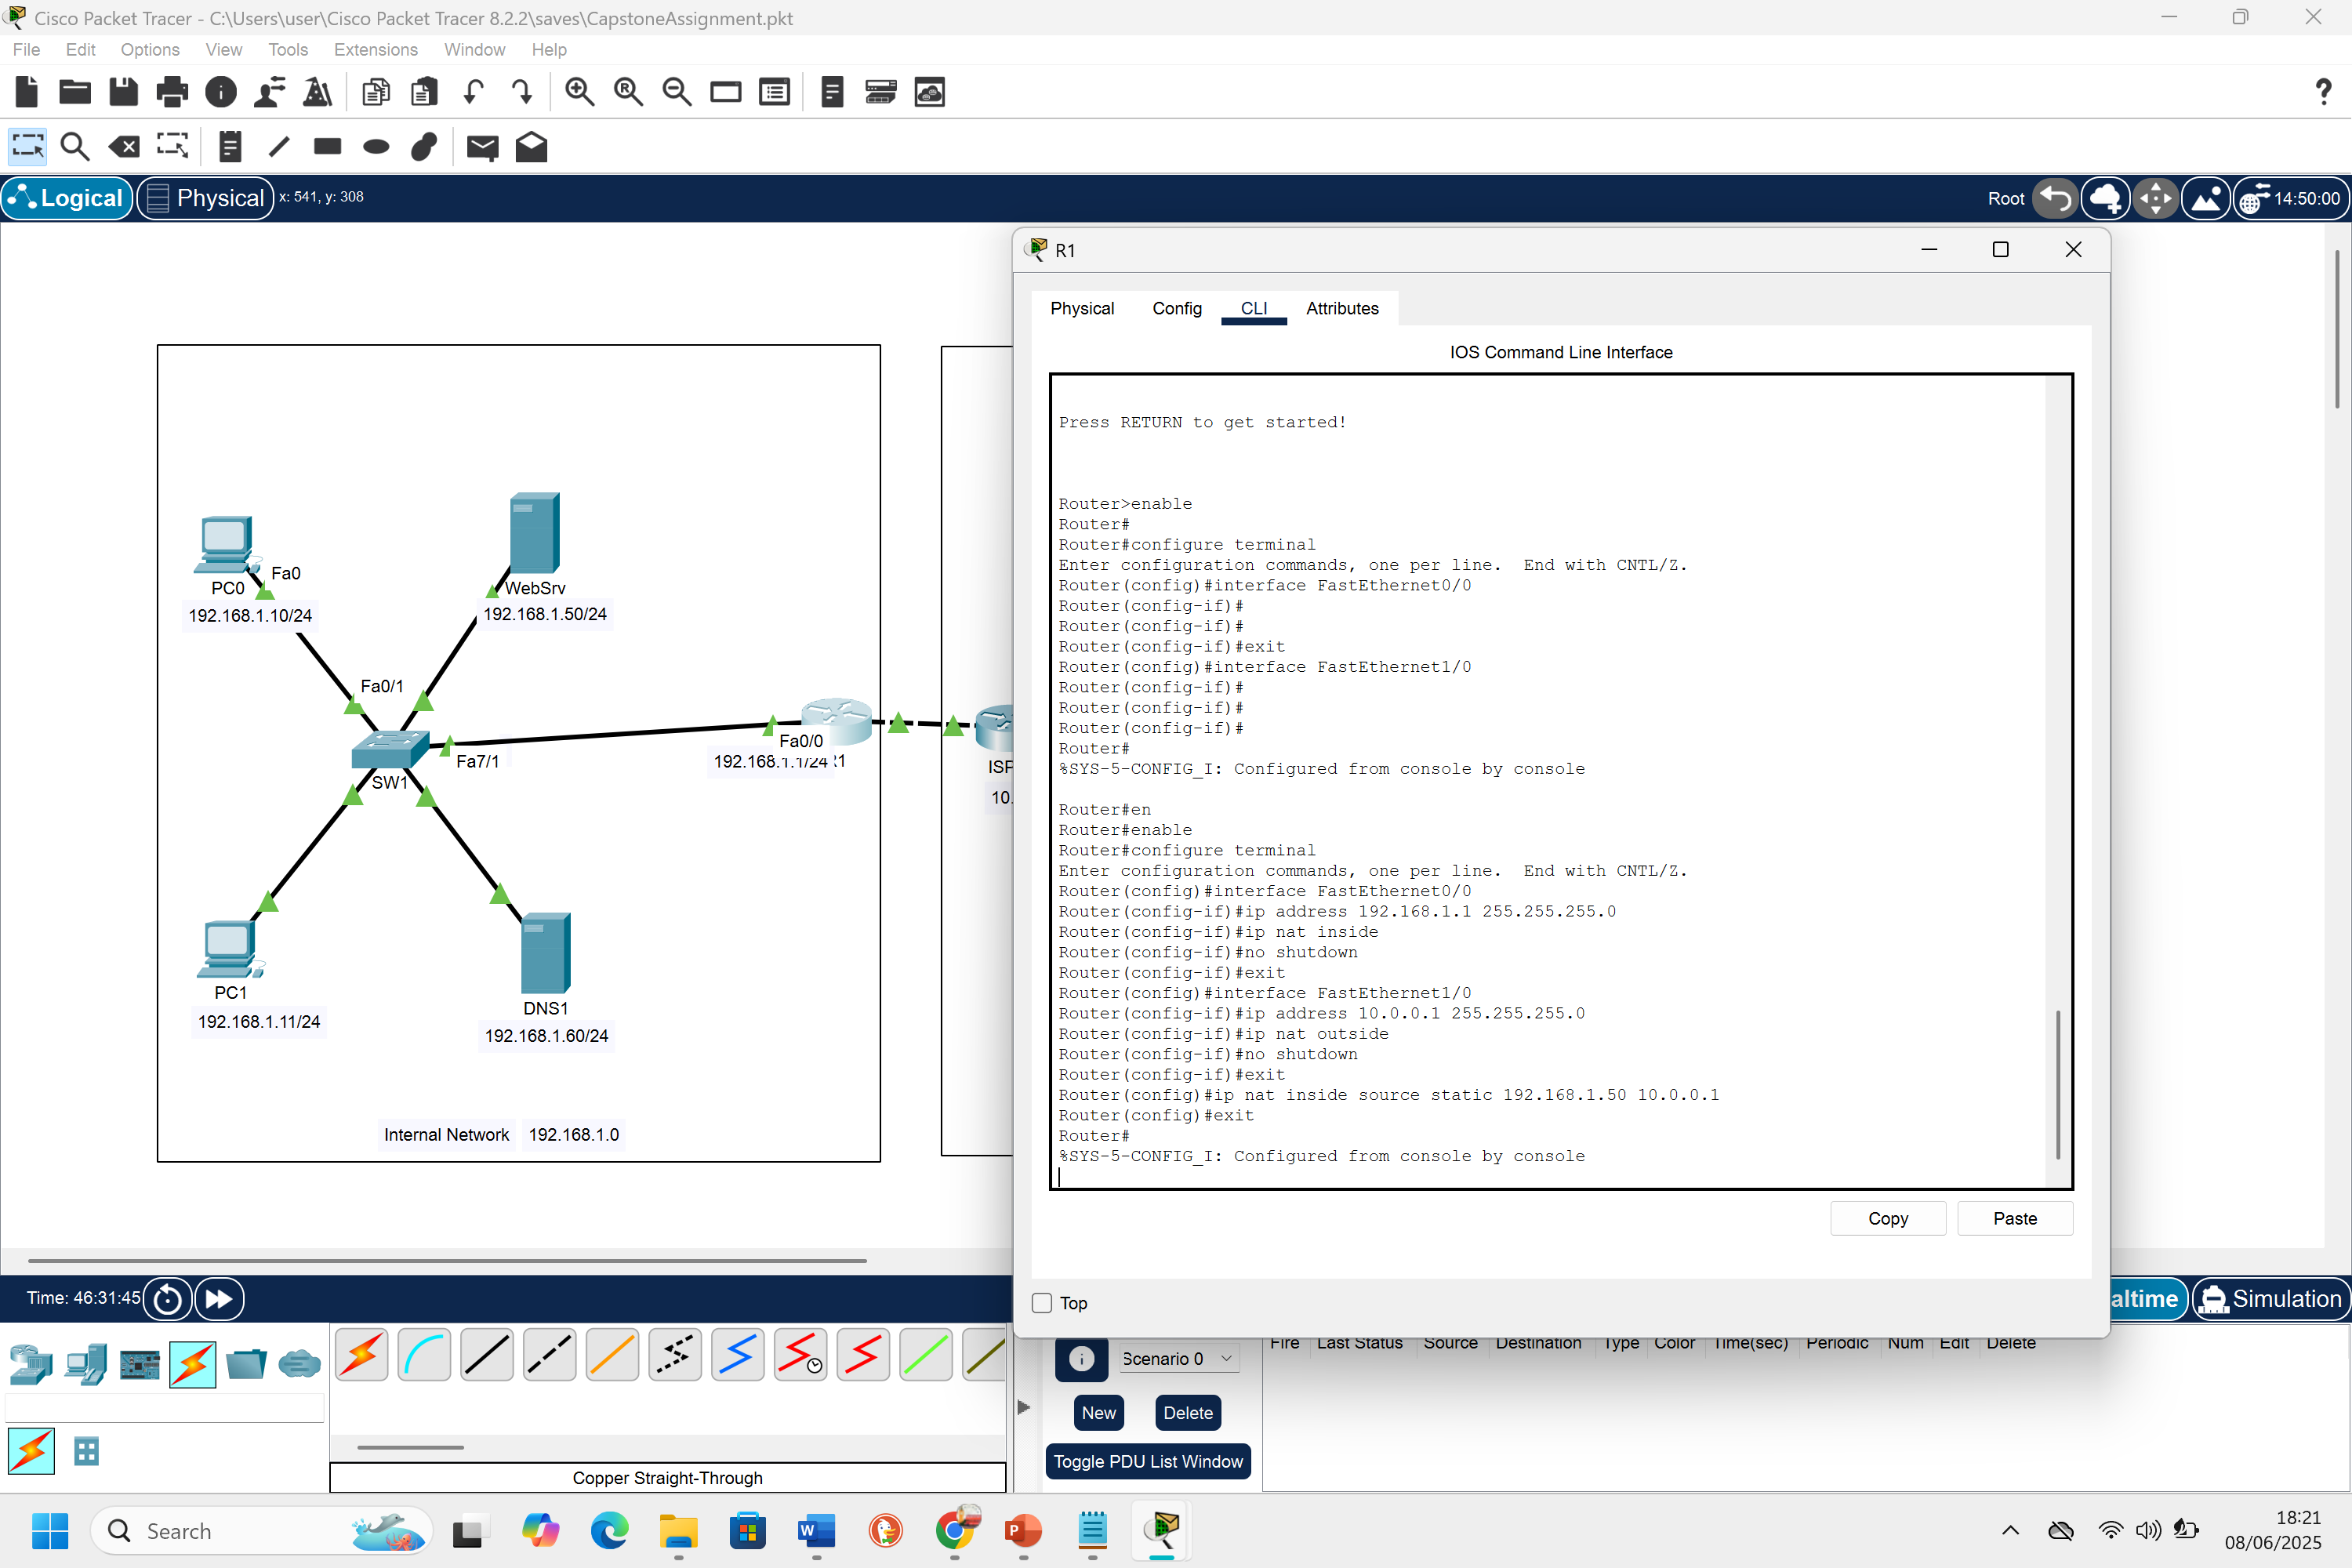 Cisco Packet Tracer - C:\Users\user\Cisco Packet Tracer 8.2.2\saves\CapstoneAssignment.pkt
File Edit Options View Tools Extensions Window Help
Logical Physical x: 541, y: 308 Root 14:50:00
R1
Physical Config CLI Attributes
IOS Command Line Interface
Press RETURN to get started!
Router>enable
Router#
Router#configure terminal
Enter configuration commands, one per line.  End with CNTL/Z.
Router(config)#interface FastEthernet0/0
Router(config-if)#
Router(config-if)#
Router(config-if)#exit
Router(config)#interface FastEthernet1/0
Router(config-if)#
Router(config-if)#
Router(config-if)#
Router#
%SYS-5-CONFIG_I: Configured from console by console
Router#en
Router#enable
Router#configure terminal
Enter configuration commands, one per line.  End with CNTL/Z.
Router(config)#interface FastEthernet0/0
Router(config-if)#ip address 192.168.1.1 255.255.255.0
Router(config-if)#ip nat inside
Router(config-if)#no shutdown
Router(config-if)#exit
Router(config)#interface FastEthernet1/0
Router(config-if)#ip address 10.0.0.1 255.255.255.0
Router(config-if)#ip nat outside
Router(config-if)#no shutdown
Router(config-if)#exit
Router(config)#ip nat inside source static 192.168.1.50 10.0.0.1
Router(config)#exit
Router#
%SYS-5-CONFIG_I: Configured from console by console
Copy Paste
Top
PC0 Fa0
192.168.1.10/24
WebSrv
192.168.1.50/24
Fa0/1
SW1
Fa7/1
Fa0/0
192.168.1.1/24
ISP
10.
PC1
192.168.1.11/24
DNS1
192.168.1.60/24
Internal Network 192.168.1.0
Time: 46:31:45
altime Simulation
Scenario 0
Fire Last Status Source Destination Type Color Time(sec) Periodic Num Edit Delete
New Delete
Toggle PDU List Window
Copper Straight-Through
Search
18:21
08/06/2025